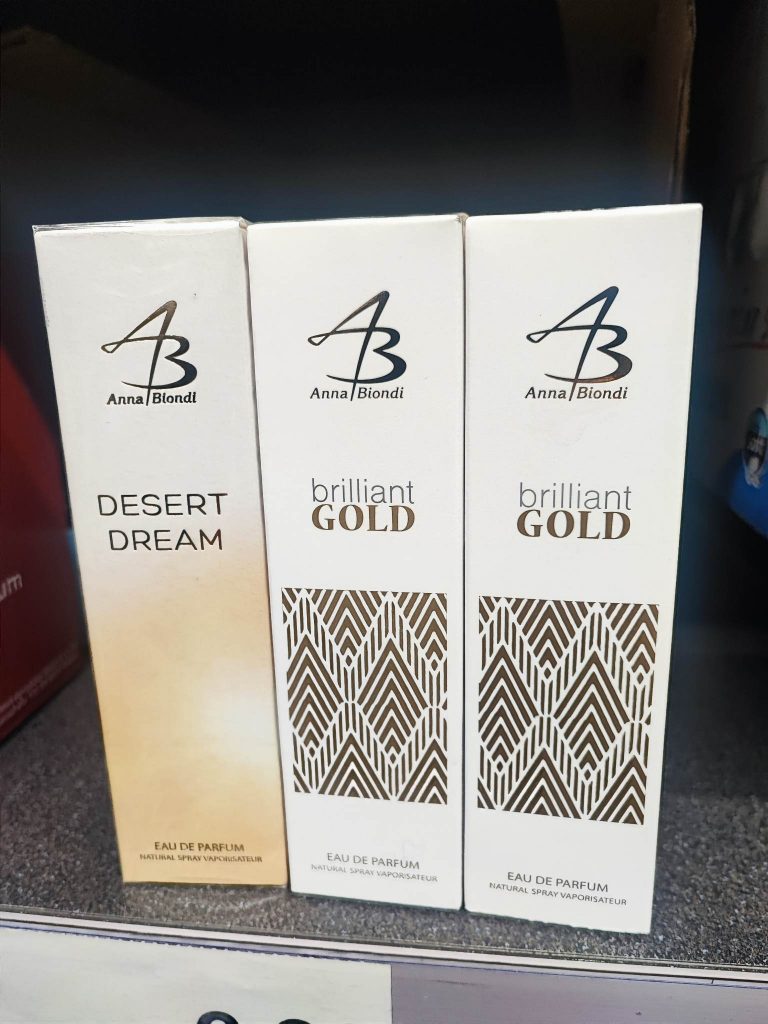 AB
Anna Biondi
DESERT
DREAM
EAU DE PARFUM
NATURAL SPRAY VAPORISATEUR
AB
Anna Biondi
brilliant
GOLD
EAU DE PARFUM
NATURAL SPRAY VAPORISATEUR
AB
Anna Biondi
brilliant
GOLD
EAU DE PARFUM
NATURAL SPRAY VAPORISATEUR